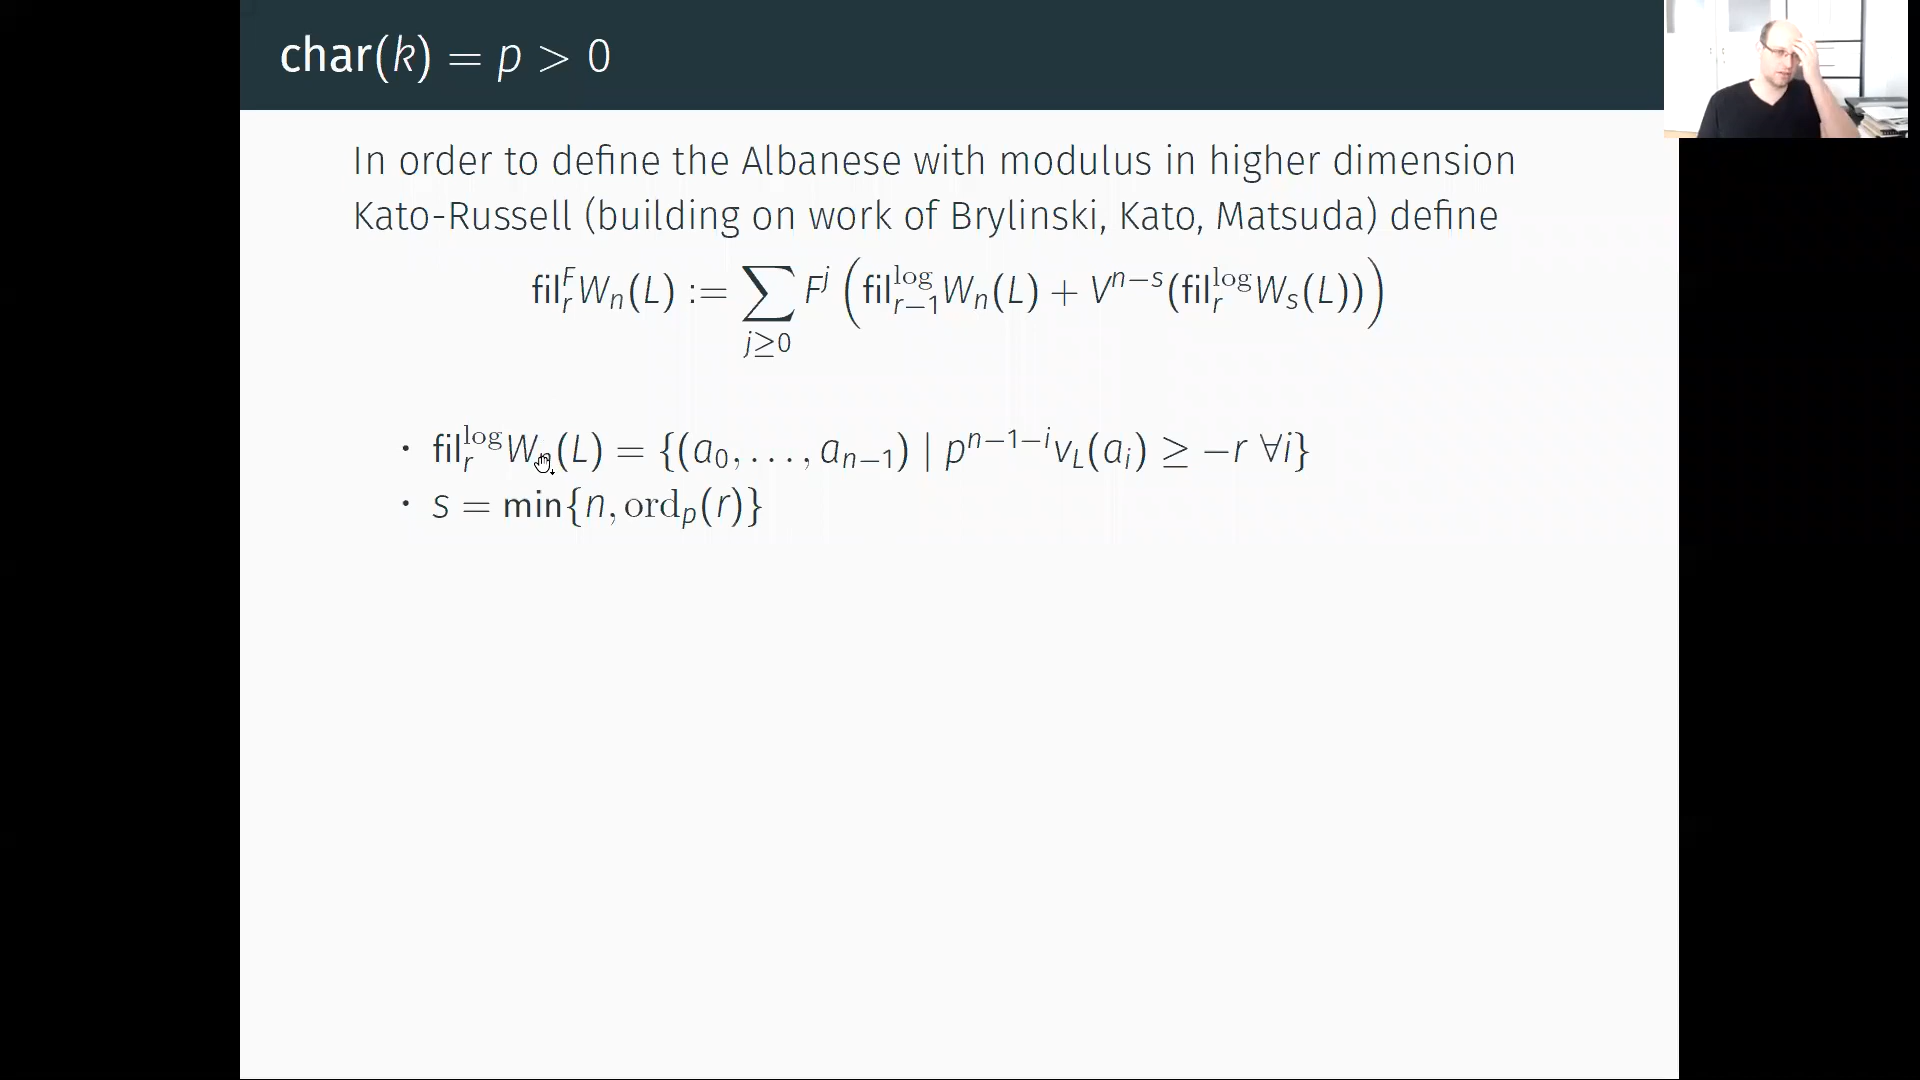 char(k) = p > 0
In order to define the Albanese with modulus in higher dimension
Kato-Russell (building on work of Brylinski, Kato, Matsuda) define
fil_r^F W_n(L) := ∑_{j≥0} F^j (fil_{r−1}^{log} W_n(L) + V^{n−s}(fil_r^{log} W_s(L)))
· fil_r^{log} W_n(L) = {(a_0, . . . , a_{n−1}) | p^{n−1−i} v_L(a_i) ≥ −r ∀i}
· s = min{n, ord_p(r)}